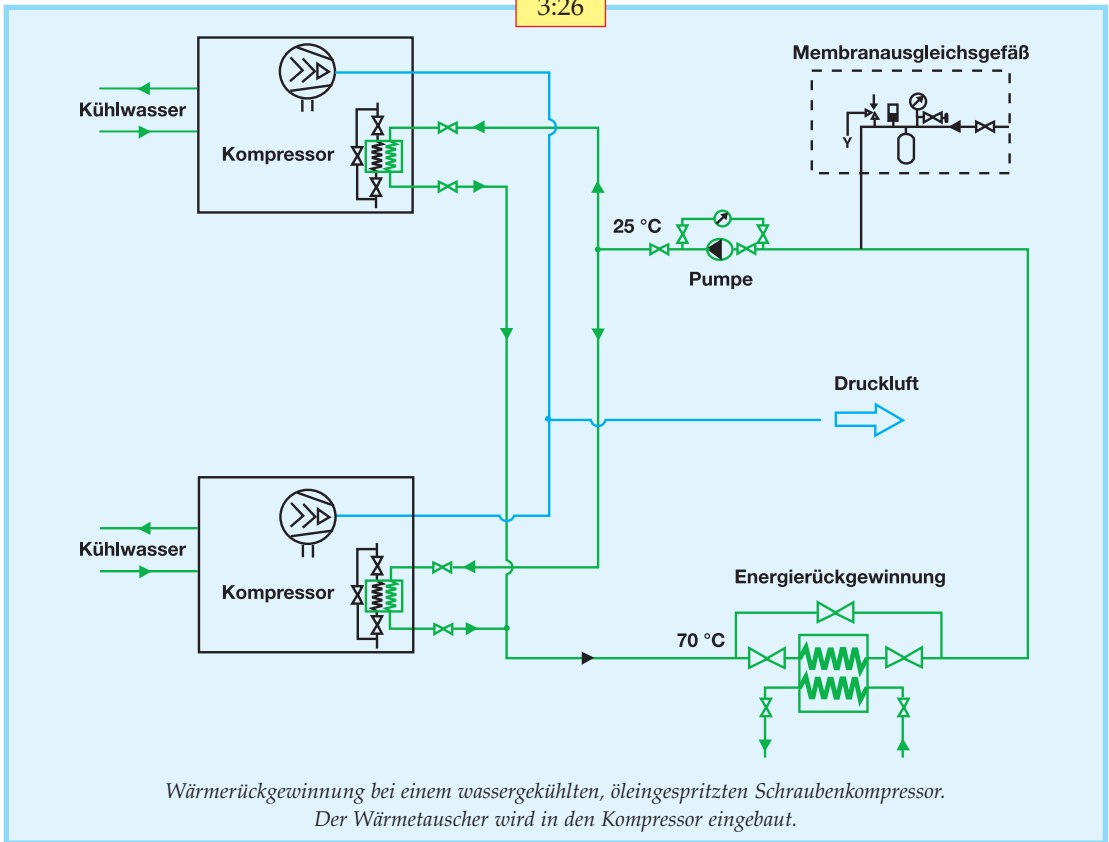 3:26
Membranausgleichsgefäß
Kühlwasser
Kompressor
Y
25 °C
Pumpe
Druckluft
Kühlwasser
Kompressor
Energierückgewinnung
70 °C
Wärmerückgewinnung bei einem wassergekühlten, öleingespritzten Schraubenkompressor.
Der Wärmetauscher wird in den Kompressor eingebaut.